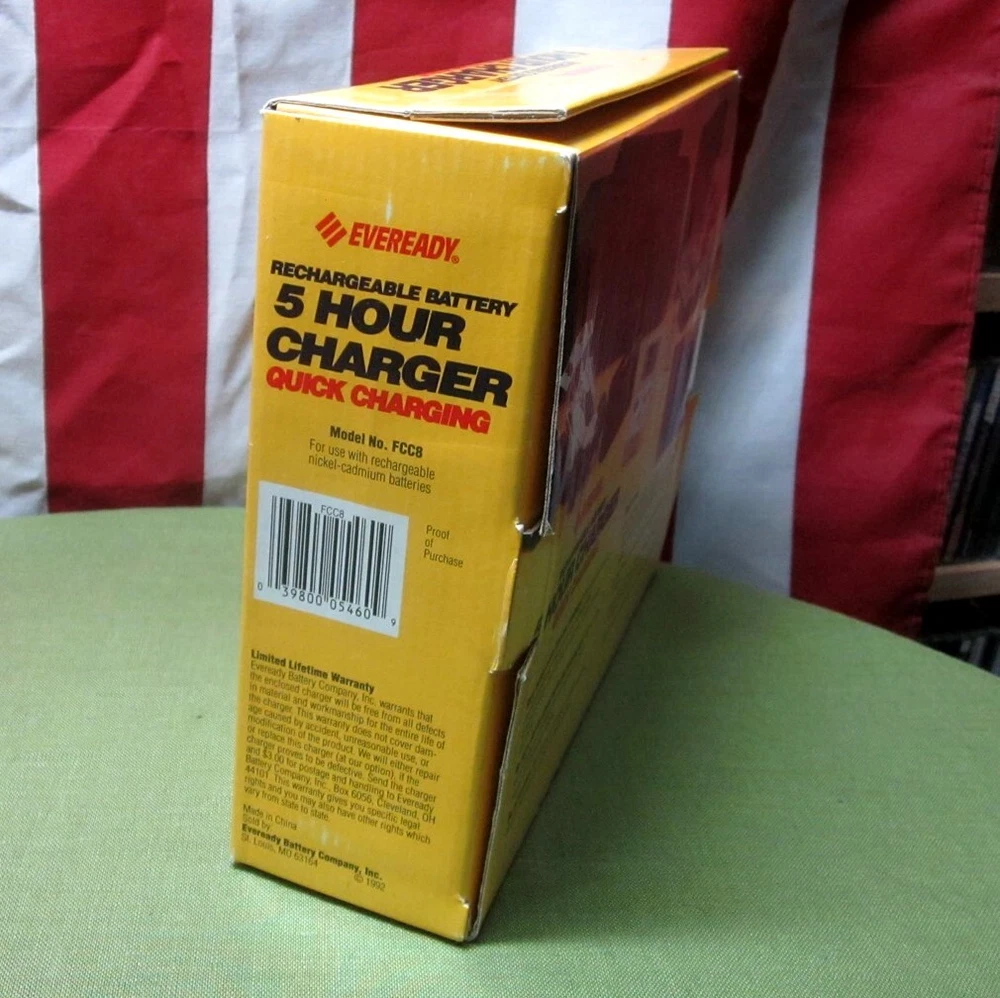 EVEREADY®
RECHARGEABLE BATTERY
5 HOUR
CHARGER
QUICK CHARGING
Model No. FCC8
For use with rechargeable
nickel-cadmium batteries
FCC8
0 39800 05460 9
Proof
of
Purchase
Limited Lifetime Warranty
Eveready Battery Company, Inc. warrants that
the enclosed charger will be free from all defects
in material and workmanship for the entire life of
the charger. This warranty does not cover dam-
age caused by accident, unreasonable use, or
modification of the product. We will either repair
or replace this charger (at our option), if the
charger proves to be defective. Send the charger
and $3.00 for postage and handling to Eveready
Battery Company, Inc., Box 6056, Cleveland, OH
44101. This warranty gives you specific legal
rights and you may also have other rights which
vary from state to state.
Made in China
Sold by
Eveready Battery Company, Inc.
St. Louis, MO 63164
© 1992